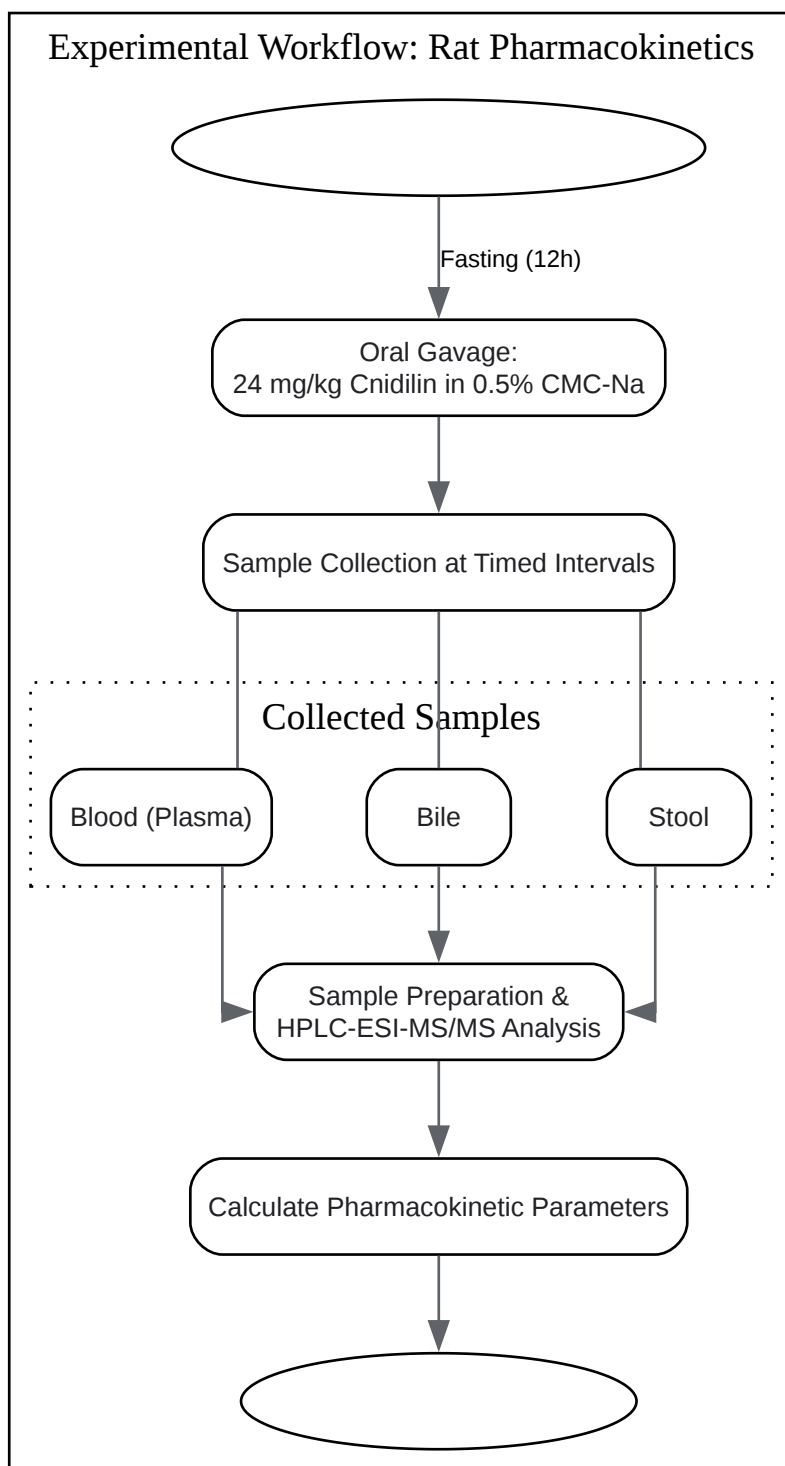 Experimental Workflow: Rat Pharmacokinetics
Fasting (12h)
Oral Gavage:
24 mg/kg Cnidilin in 0.5% CMC-Na
Sample Collection at Timed Intervals
Collected Samples
Blood (Plasma)
Bile
Stool
Sample Preparation &
HPLC-ESI-MS/MS Analysis
Calculate Pharmacokinetic Parameters